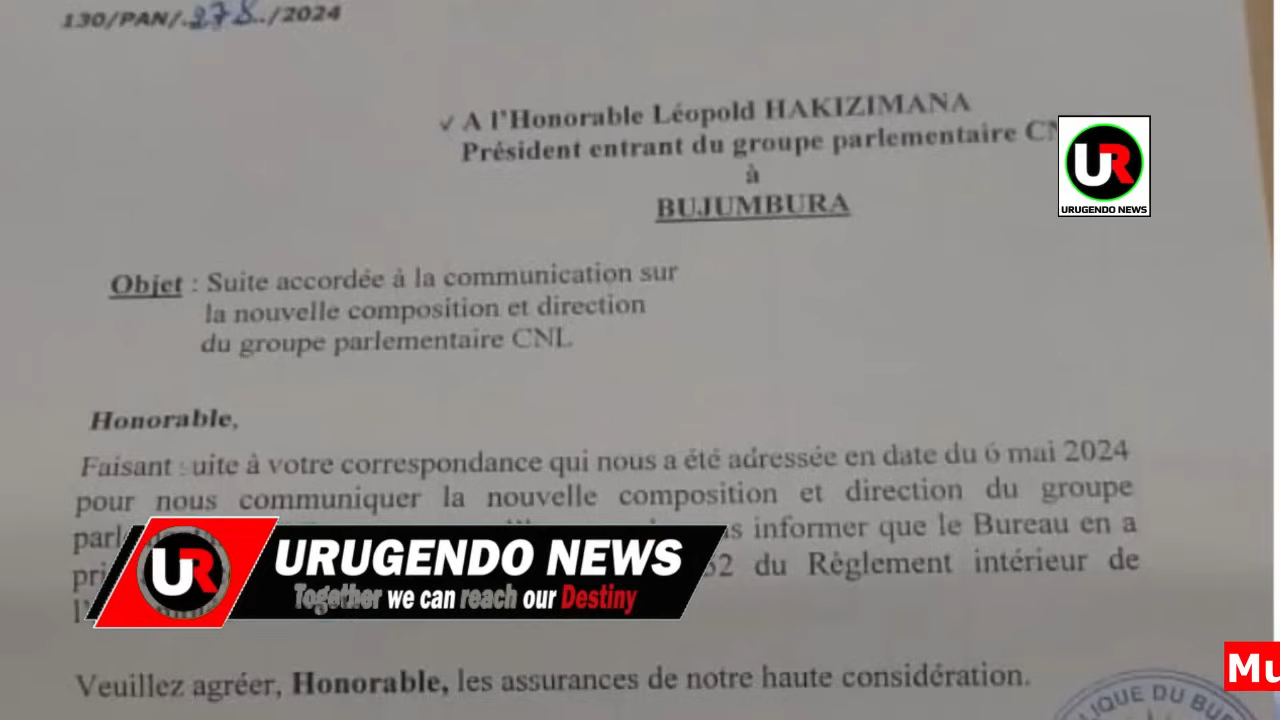 130/PAN/.278../2024
✓ A l'Honorable Léopold HAKIZIMANA
Président entrant du groupe parlementaire
à
BUJUMBURA
UR
URUGENDO NEWS
Objet : Suite accordée à la communication sur
la nouvelle composition et direction
du groupe parlementaire CNL
Honorable,
Faisant suite à votre correspondance qui nous a été adressée en date du 6 mai 2024
pour nous communiquer la nouvelle composition et direction du groupe
informer que le Bureau en a
du Règlement intérieur de
UR
URUGENDO NEWS
Together we can reach our Destiny
Veuillez agréer, Honorable, les assurances de notre haute considération.
Mu